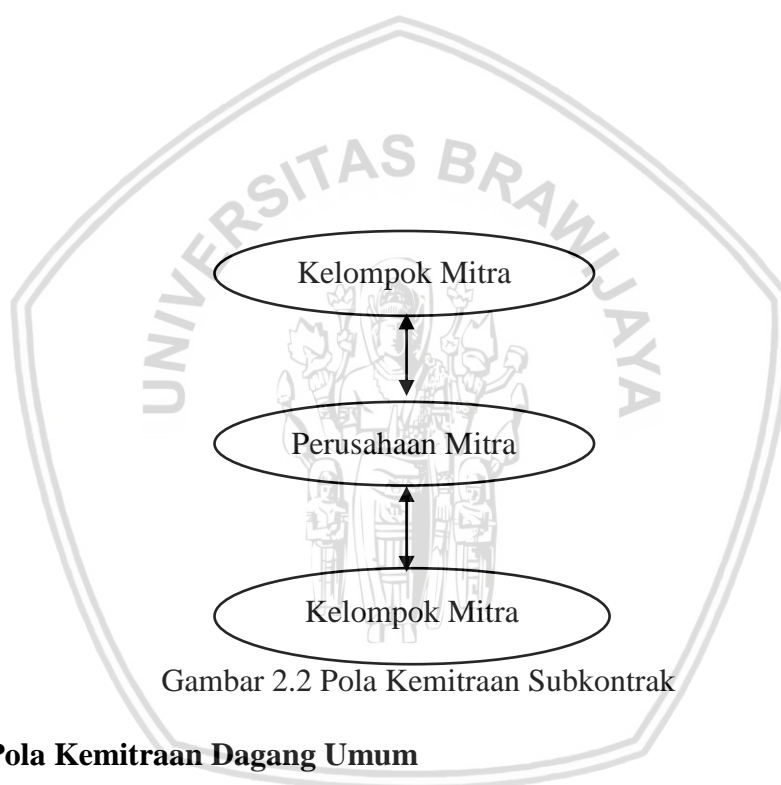 UNIVERSITAS BRAWIJAYA
Kelompok Mitra
Perusahaan Mitra
Kelompok Mitra
Gambar 2.2 Pola Kemitraan Subkontrak
Pola Kemitraan Dagang Umum